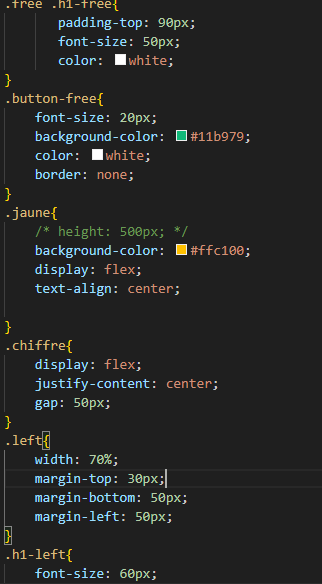 .free .h1-free{
padding-top: 90px;
font-size: 50px;
color: white;
}
.button-free{
font-size: 20px;
background-color: #11b979;
color: white;
border: none;
}
.jaune{
/* height: 500px; */
background-color: #ffc100;
display: flex;
text-align: center;
}
.chiffre{
display: flex;
justify-content: center;
gap: 50px;
}
.left{
width: 70%;
margin-top: 30px;
margin-bottom: 50px;
margin-left: 50px;
}
.h1-left{
font-size: 60px;